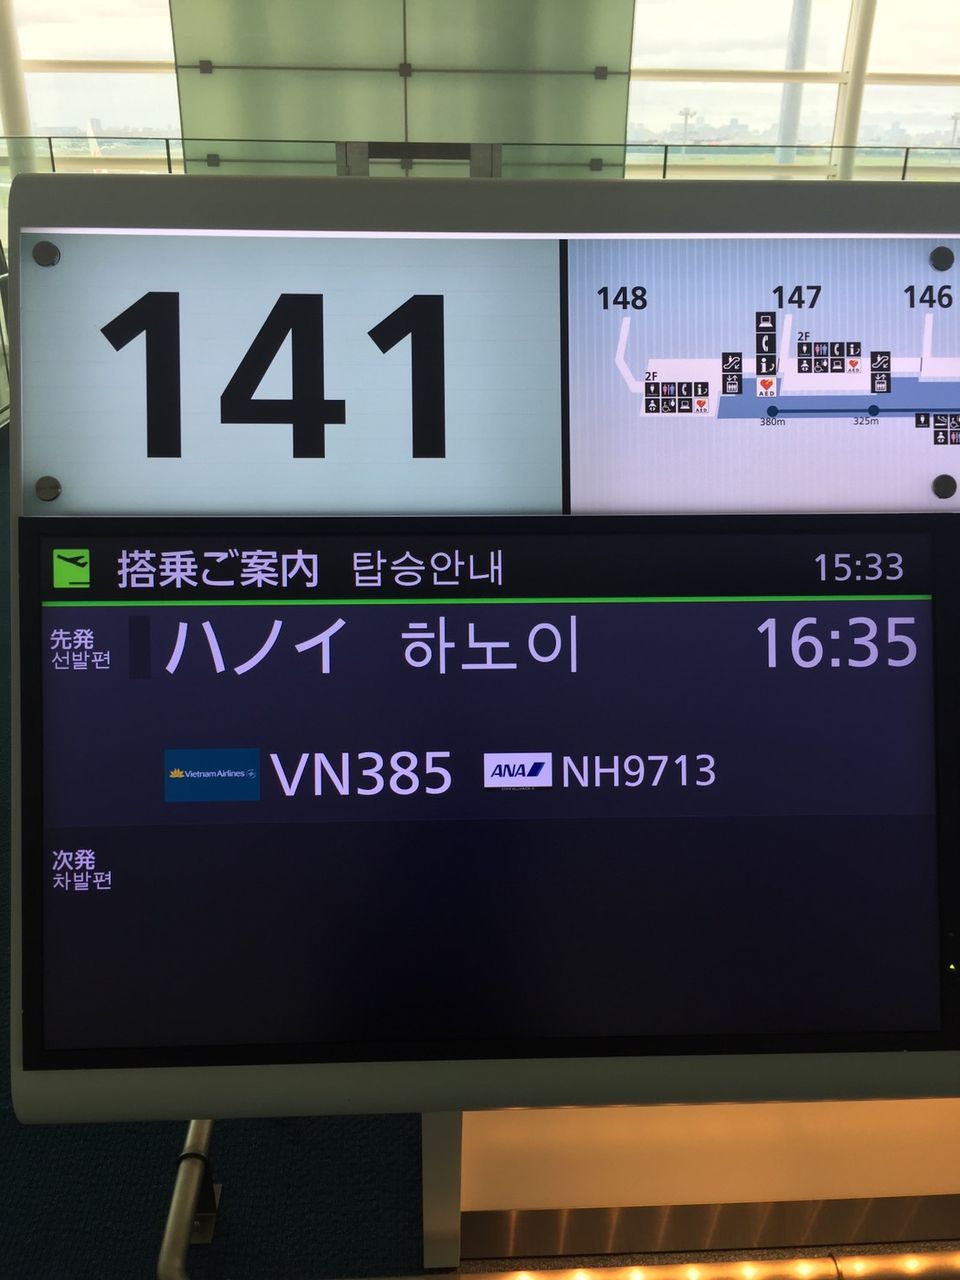 141
148 147 146
2F
2F
AED
380m 325m
搭乗ご案内 탑승안내 15:33
先発 ハノイ 하노이 16:35
선발편
Vietnam Airlines VN385 ANA NH9713
次発
차발편